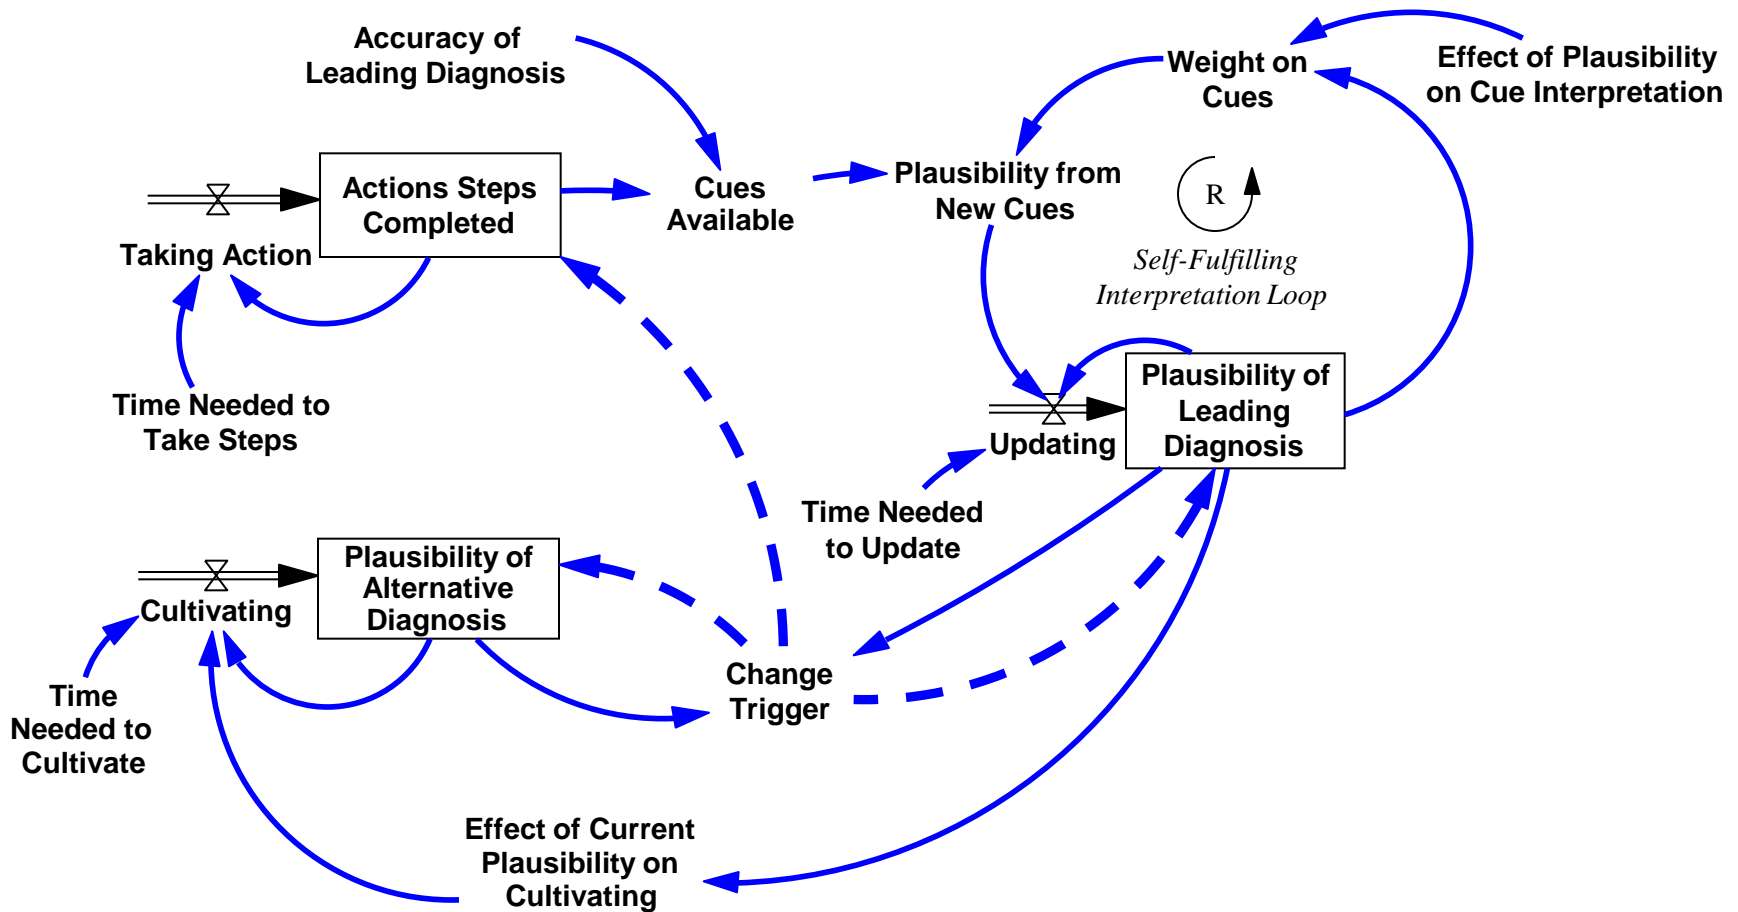 Accuracy of
Leading Diagnosis
Weight on
Cues
Effect of Plausibility
on Cue Interpretation
Actions Steps
Completed
Cues
Available
Plausibility from
New Cues
R
Taking Action
Self-Fulfilling
Interpretation Loop
Time Needed to
Take Steps
Plausibility of
Leading
Diagnosis
Updating
Time Needed
to Update
Plausibility of
Alternative
Diagnosis
Cultivating
Change
Trigger
Time
Needed to
Cultivate
Effect of Current
Plausibility on
Cultivating